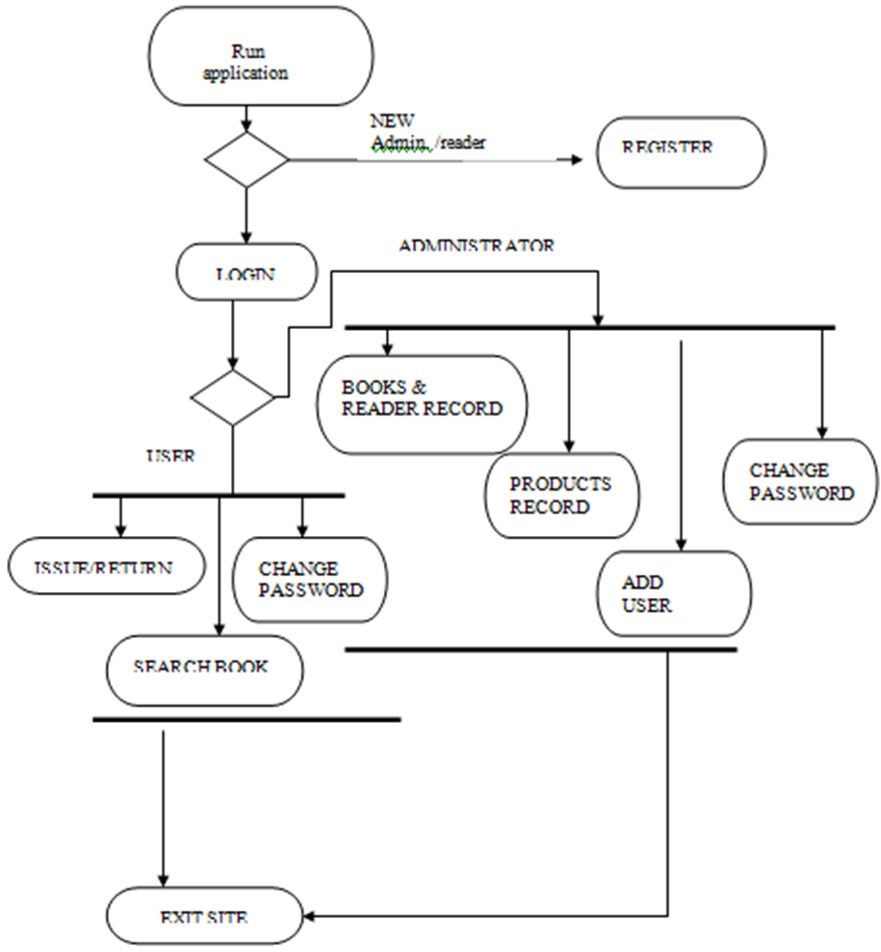 Run
application
NEW
Admin. /reader
REGISTER
LOGIN
ADMINISTRATOR
BOOKS &
READER RECORD
PRODUCTS
RECORD
CHANGE
PASSWORD
ADD
USER
USER
ISSUE/RETURN
CHANGE
PASSWORD
SEARCH BOOK
EXIT SITE